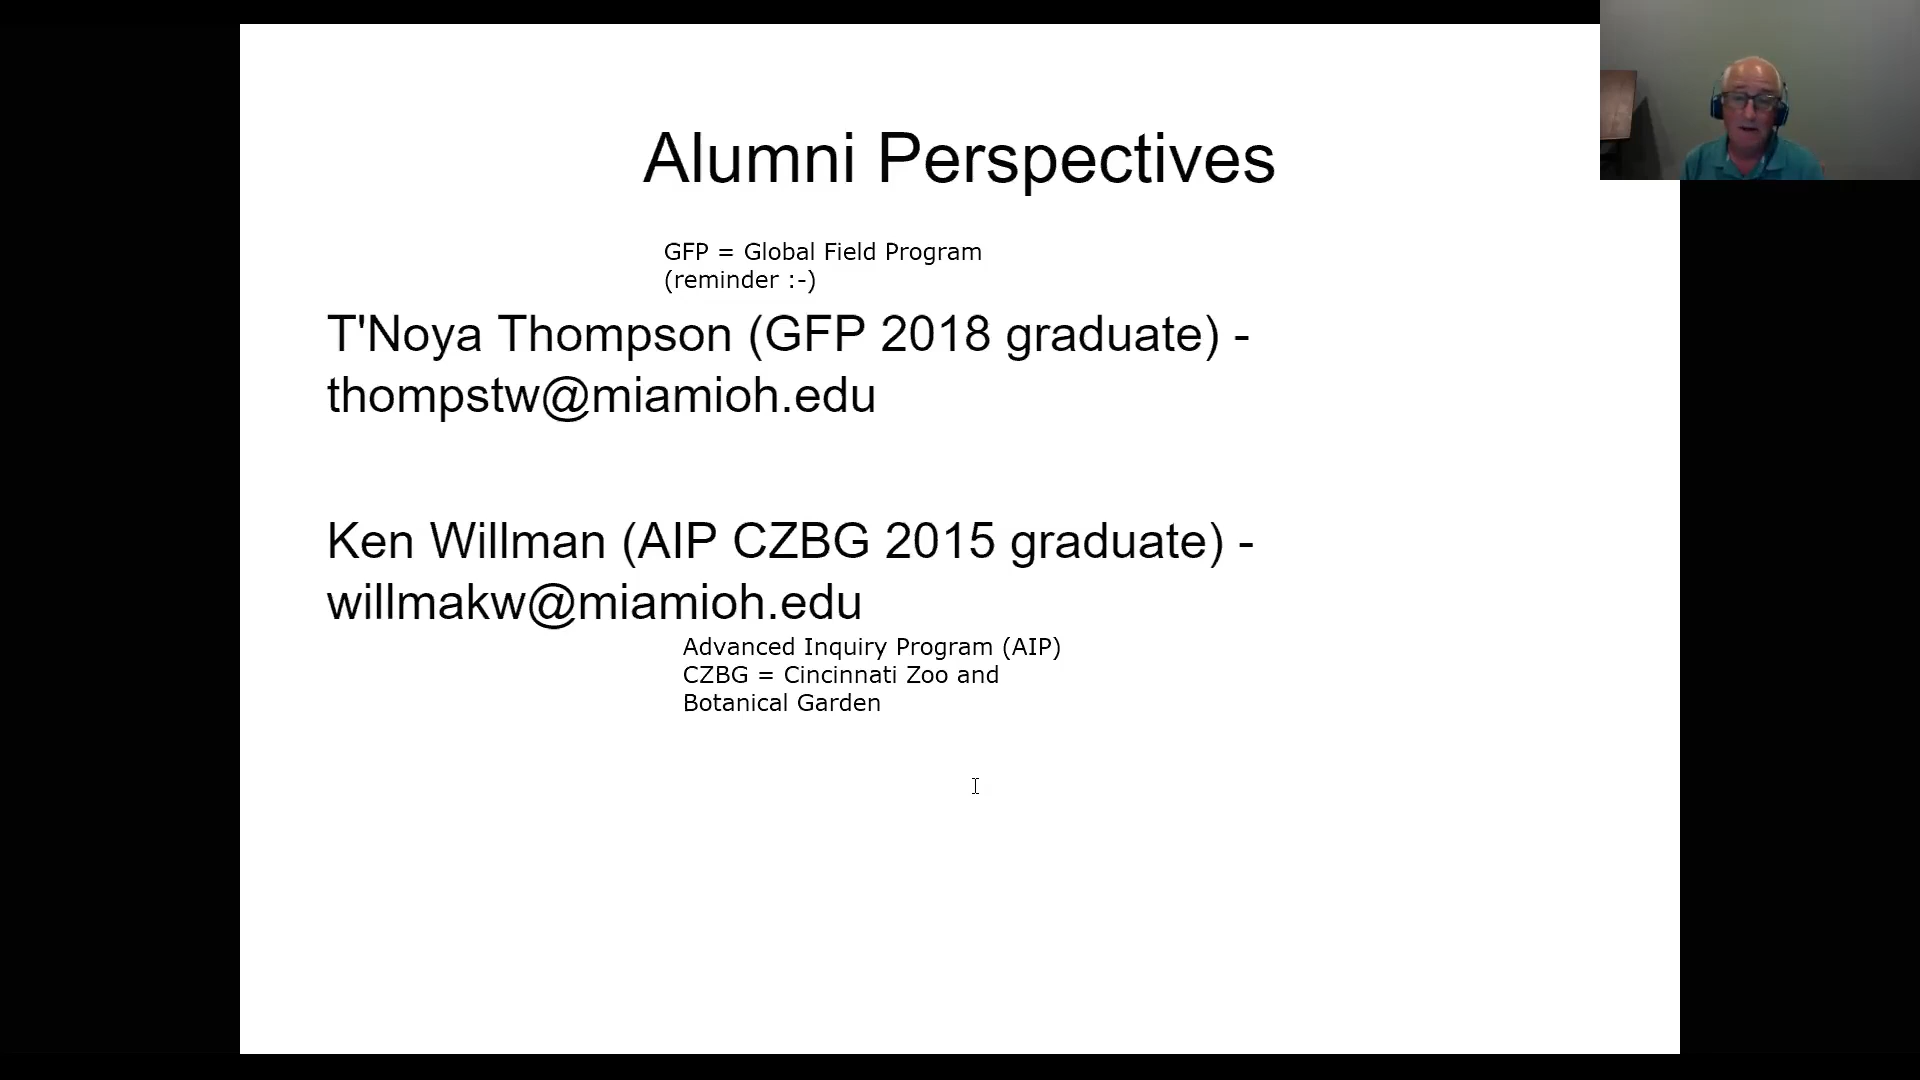 Alumni Perspectives
GFP = Global Field Program
(reminder :-)
T'Noya Thompson (GFP 2018 graduate) -
thompstw@miamioh.edu
Ken Willman (AIP CZBG 2015 graduate) -
willmakw@miamioh.edu
Advanced Inquiry Program (AIP)
CZBG = Cincinnati Zoo and
Botanical Garden